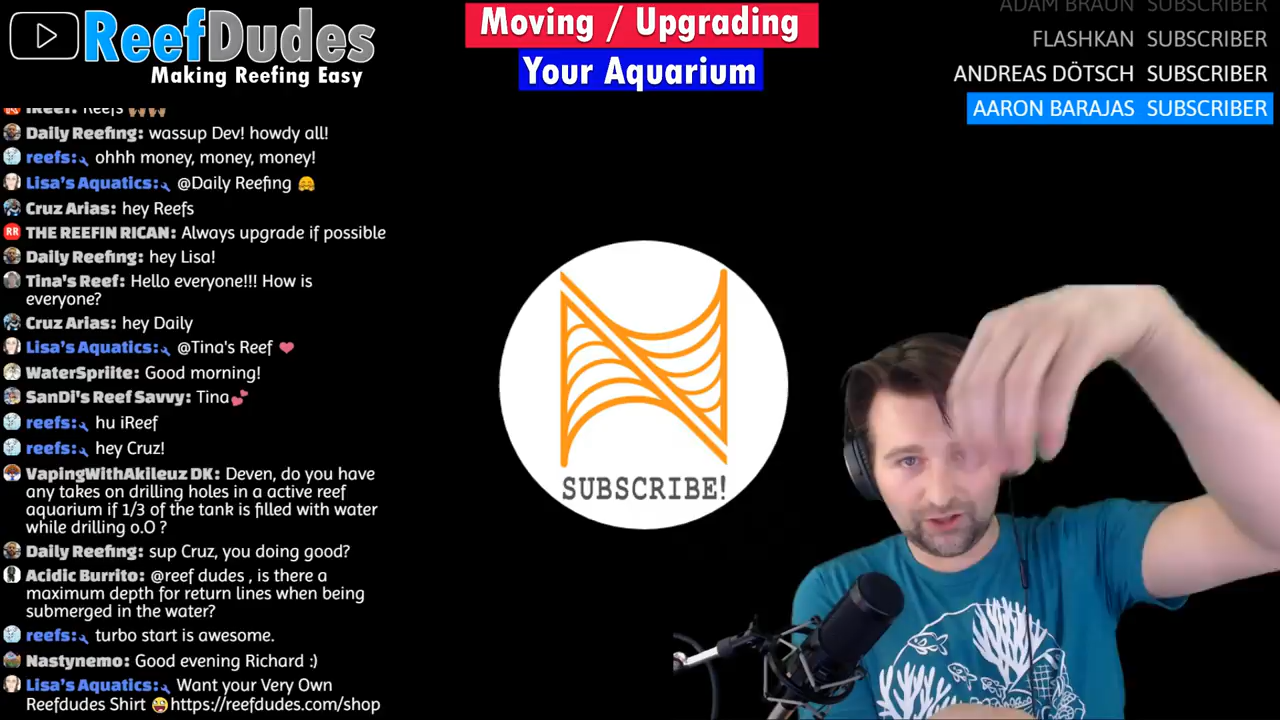 ReefDudes
Making Reefing Easy
Moving / Upgrading
Your Aquarium
ADAM BRAUN SUBSCRIBER
FLASHKAN SUBSCRIBER
ANDREAS DÖTSCH SUBSCRIBER
AARON BARAJAS SUBSCRIBER
iReef: Reefs
Daily Reefing: wassup Dev! howdy all!
reefs: ohhh money, money, money!
Lisa's Aquatics: @Daily Reefing 🤗
Cruz Arias: hey Reefs
RR THE REEFIN RICAN: Always upgrade if possible
Daily Reefing: hey Lisa!
Tina's Reef: Hello everyone!!! How is
everyone?
Cruz Arias: hey Daily
Lisa's Aquatics: @Tina's Reef ❤
WaterSpriite: Good morning!
SanDi's Reef Savvy: Tina💕
reefs: hu iReef
reefs: hey Cruz!
VapingWithAkileuz DK: Deven, do you have
any takes on drilling holes in a active reef
aquarium if 1/3 of the tank is filled with water
while drilling o.O ?
Daily Reefing: sup Cruz, you doing good?
Acidic Burrito: @reef dudes , is there a
maximum depth for return lines when being
submerged in the water?
reefs: turbo start is awesome.
Nastynemo: Good evening Richard :)
Lisa's Aquatics: Want your Very Own
Reefdudes Shirt 😀https://reefdudes.com/shop
SUBSCRIBE!